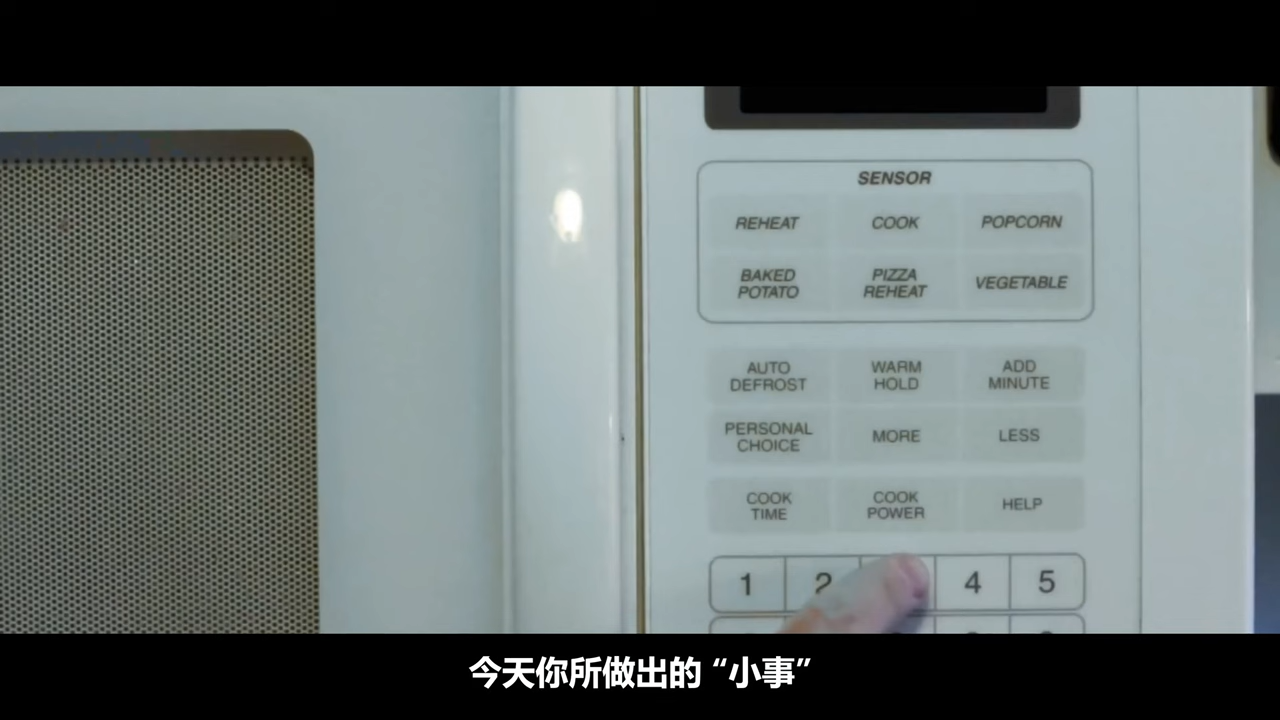 SENSOR
REHEAT COOK POPCORN
BAKED POTATO PIZZA REHEAT VEGETABLE
AUTO DEFROST WARM HOLD ADD MINUTE
PERSONAL CHOICE MORE LESS
COOK TIME COOK POWER HELP
1 2 4 5
今天你所做出的“小事”